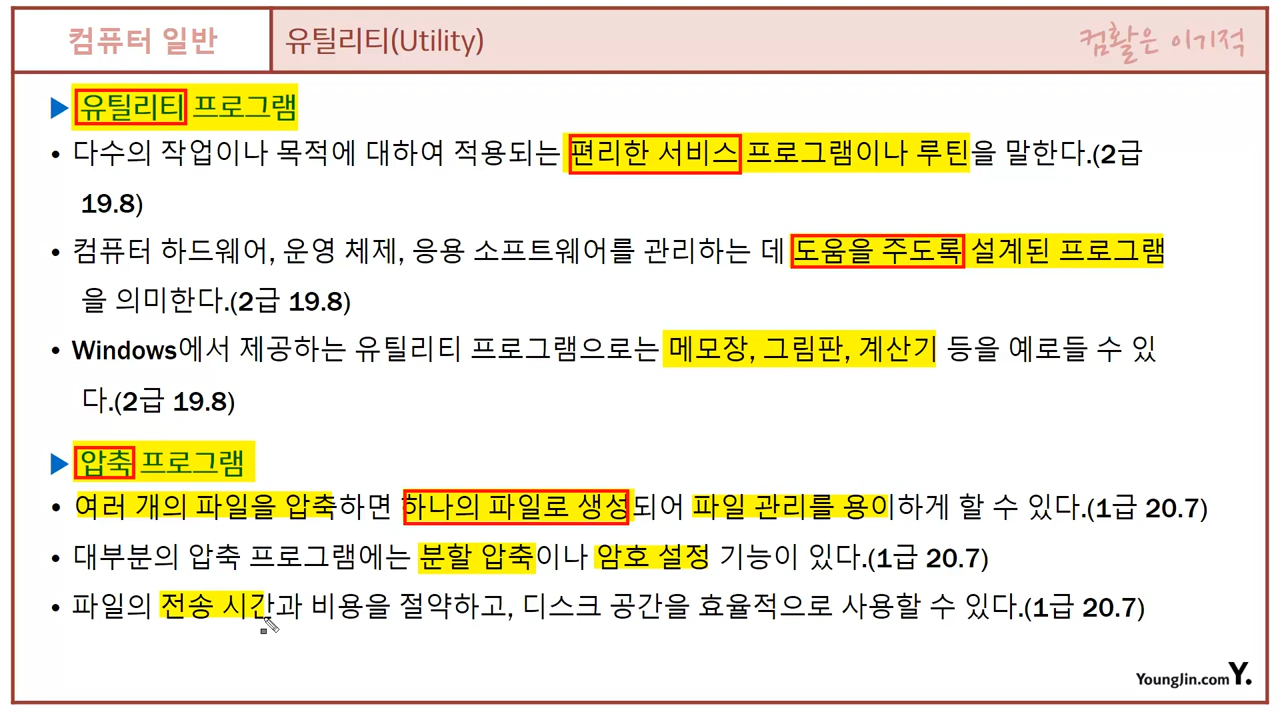 컴퓨터 일반
유틸리티(Utility)
컴활은 이기적
▶ 유틸리티 프로그램
• 다수의 작업이나 목적에 대하여 적용되는 편리한 서비스 프로그램이나 루틴을 말한다.(2급
19.8)
• 컴퓨터 하드웨어, 운영 체제, 응용 소프트웨어를 관리하는 데 도움을 주도록 설계된 프로그램
을 의미한다.(2급 19.8)
• Windows에서 제공하는 유틸리티 프로그램으로는 메모장, 그림판, 계산기 등을 예로들 수 있
다.(2급 19.8)
▶ 압축 프로그램
• 여러 개의 파일을 압축하면 하나의 파일로 생성되어 파일 관리를 용이하게 할 수 있다.(1급 20.7)
• 대부분의 압축 프로그램에는 분할 압축이나 암호 설정 기능이 있다.(1급 20.7)
• 파일의 전송 시간과 비용을 절약하고, 디스크 공간을 효율적으로 사용할 수 있다.(1급 20.7)
YoungJin.com Y.